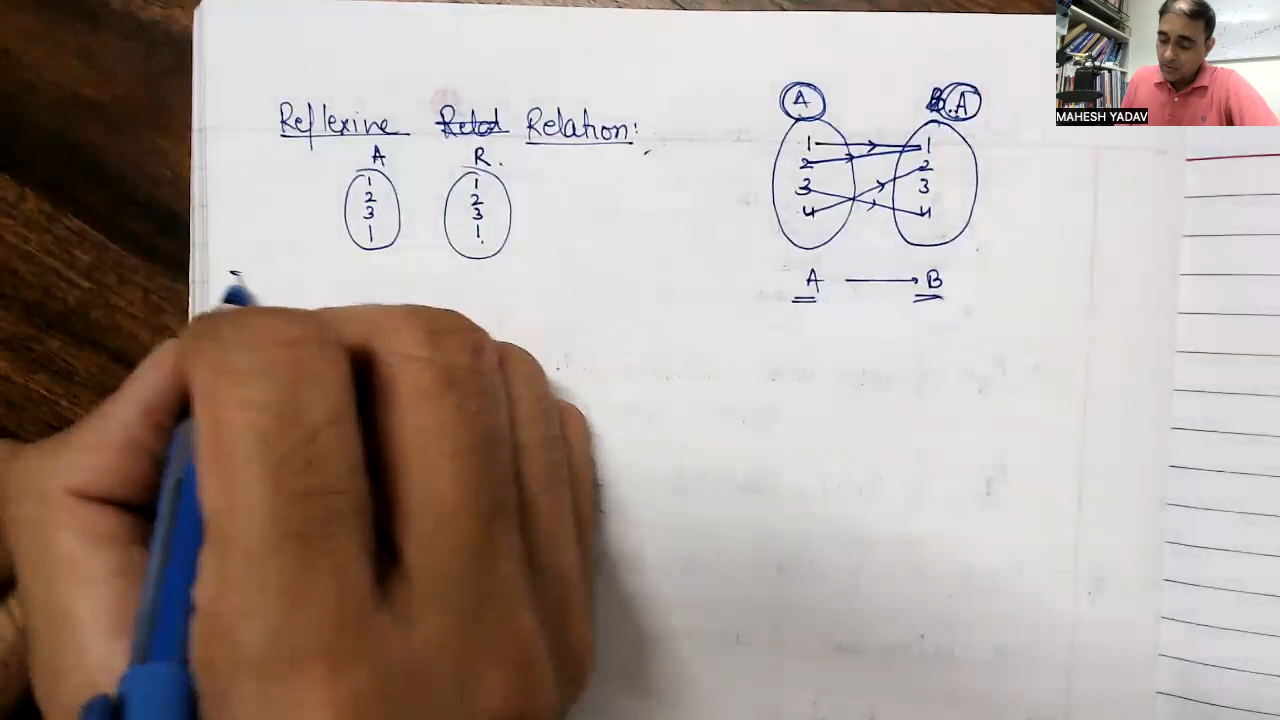 Reflexive Relation:
A R.
1 1
2 2
3 3
1 1.
A B.A
1 1
2 2
3 3
4 4
A → B
MAHESH YADAV